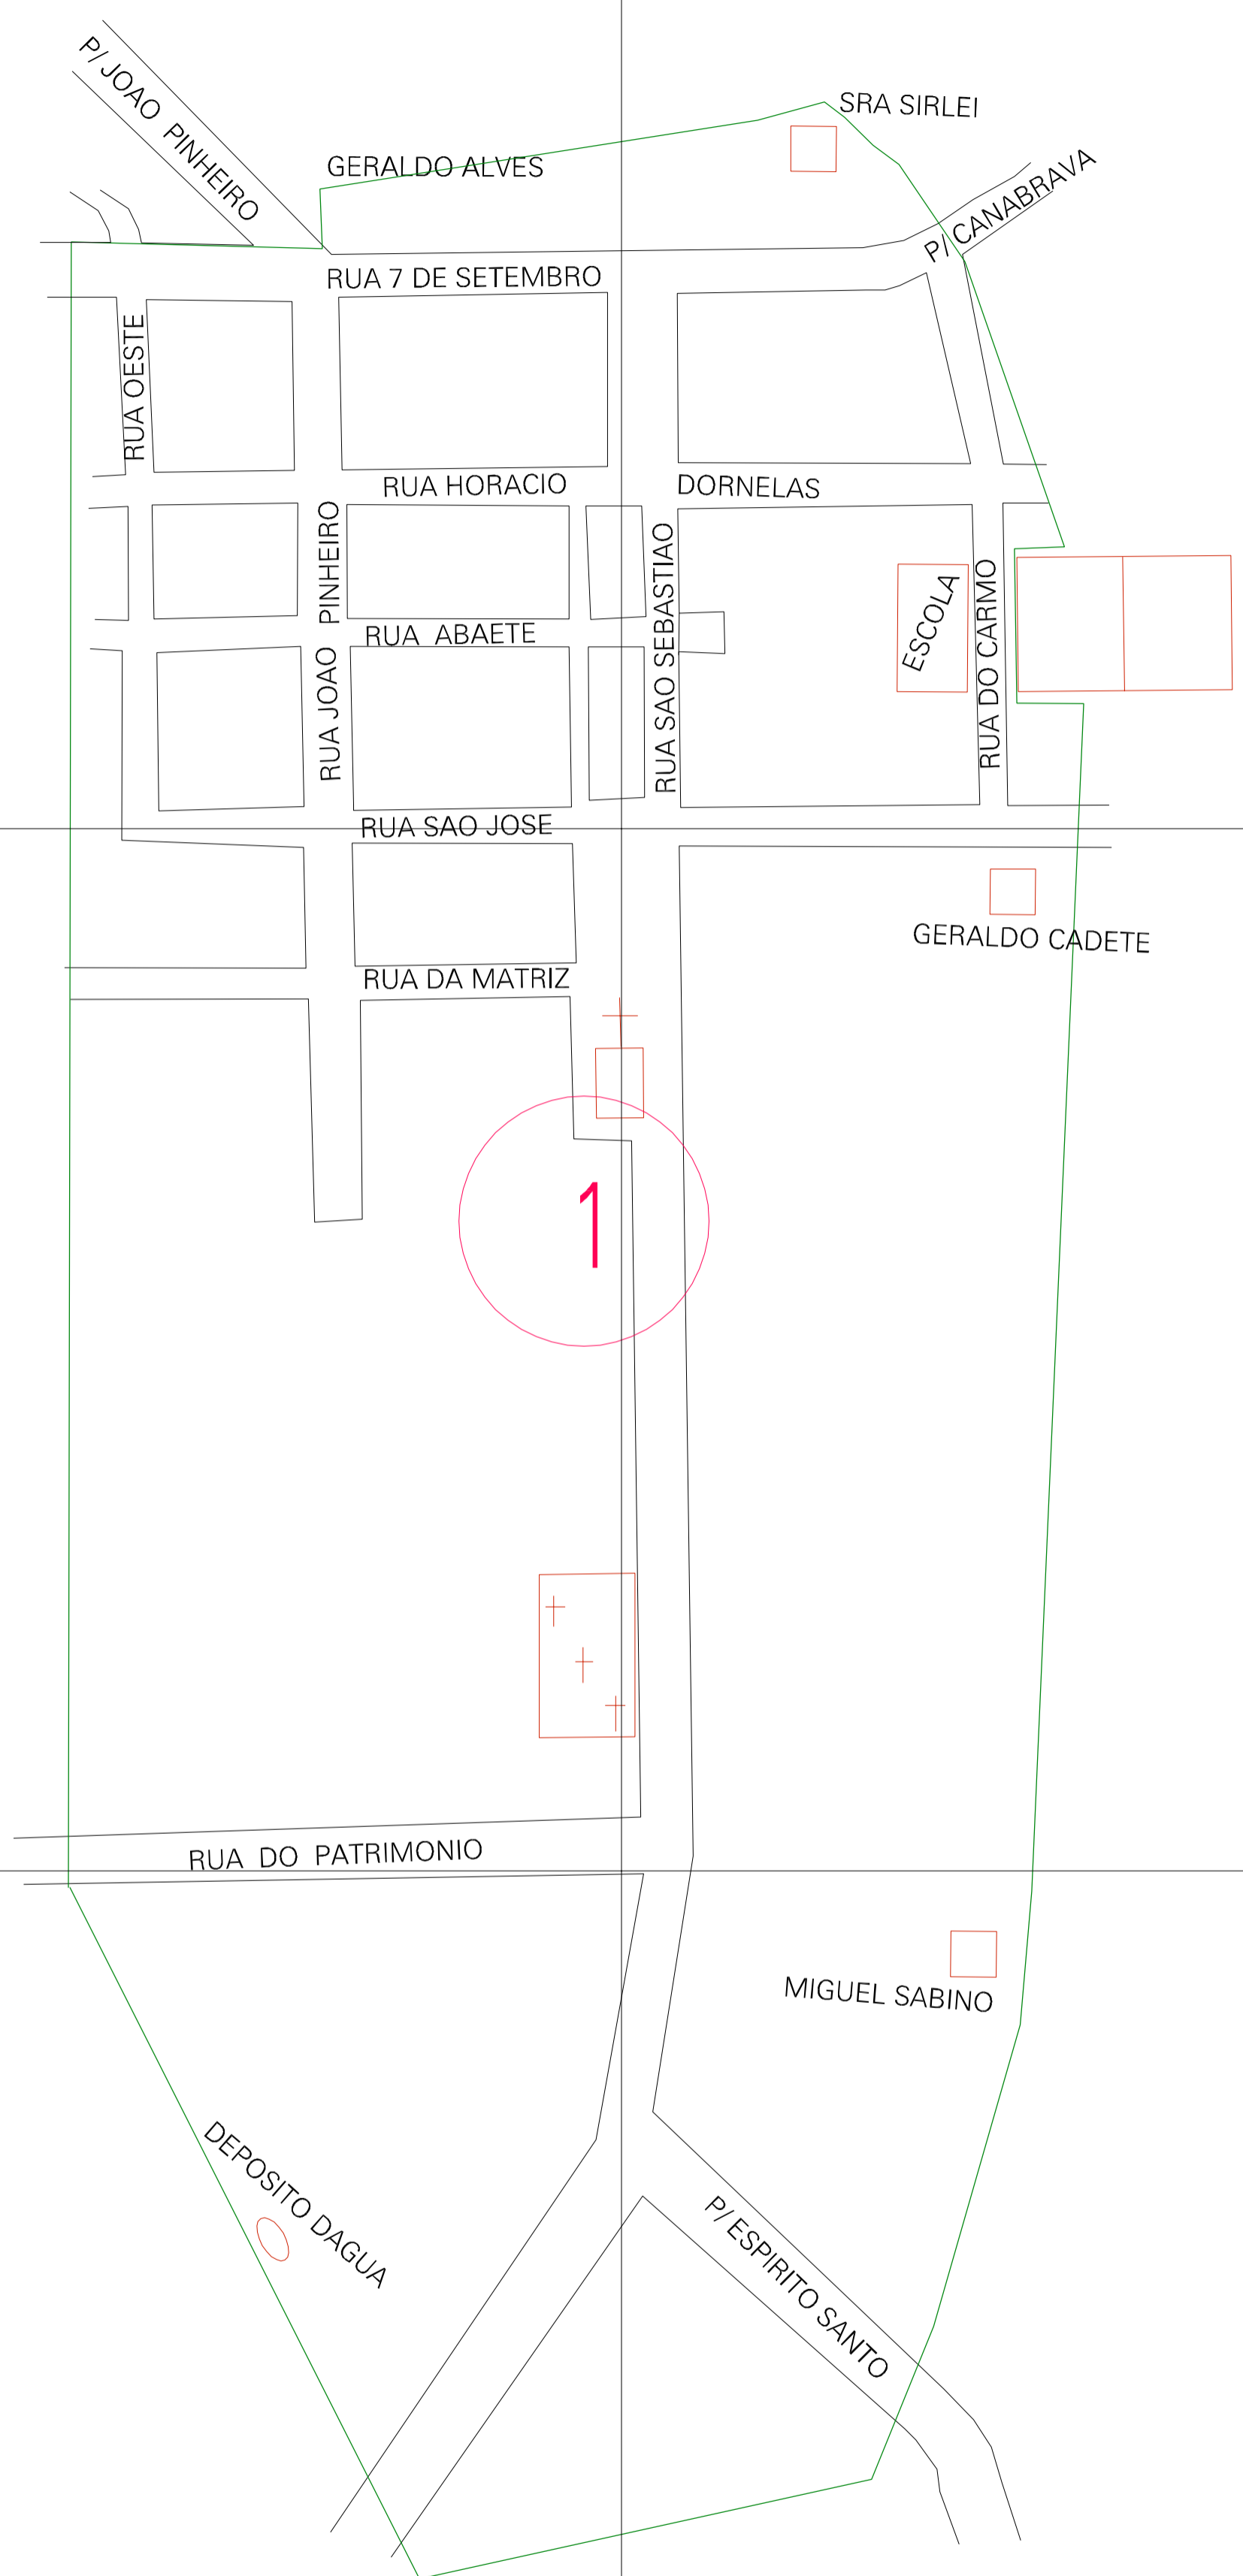 P/ JOAO PINHEIRO
SRA SIRLEI
GERALDO ALVES
P/ CANABRAVA
RUA 7 DE SETEMBRO
RUA OESTE
RUA HORACIO DORNELAS
RUA JOAO PINHEIRO
RUA SAO SEBASTIAO
ESCOLA
RUA DO CARMO
RUA ABAETE
RUA SAO JOSE
GERALDO CADETE
RUA DA MATRIZ
1
RUA DO PATRIMONIO
MIGUEL SABINO
DEPOSITO DAGUA
P/ ESPIRITO SANTO